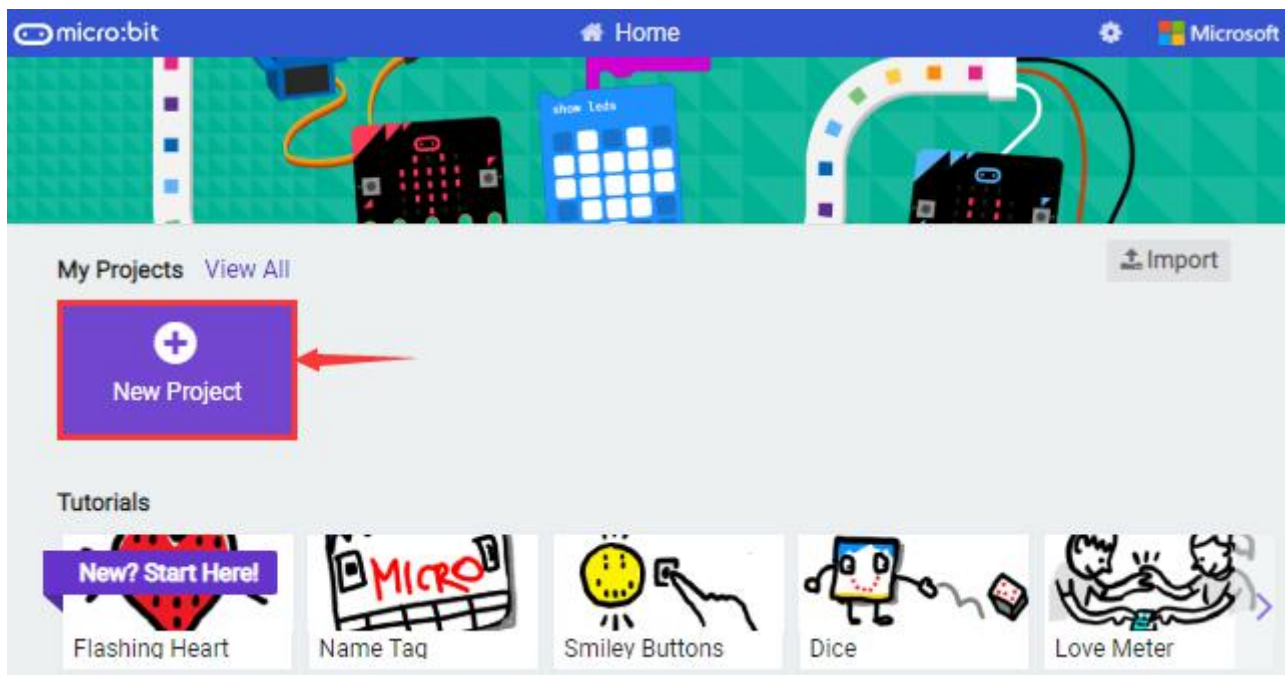 micro:bit
Home
Microsoft
show leds
My Projects View All
Import
New Project
Tutorials
New? Start Here!
MICRO
Flashing Heart
Name Tag
Smiley Buttons
Dice
Love Meter